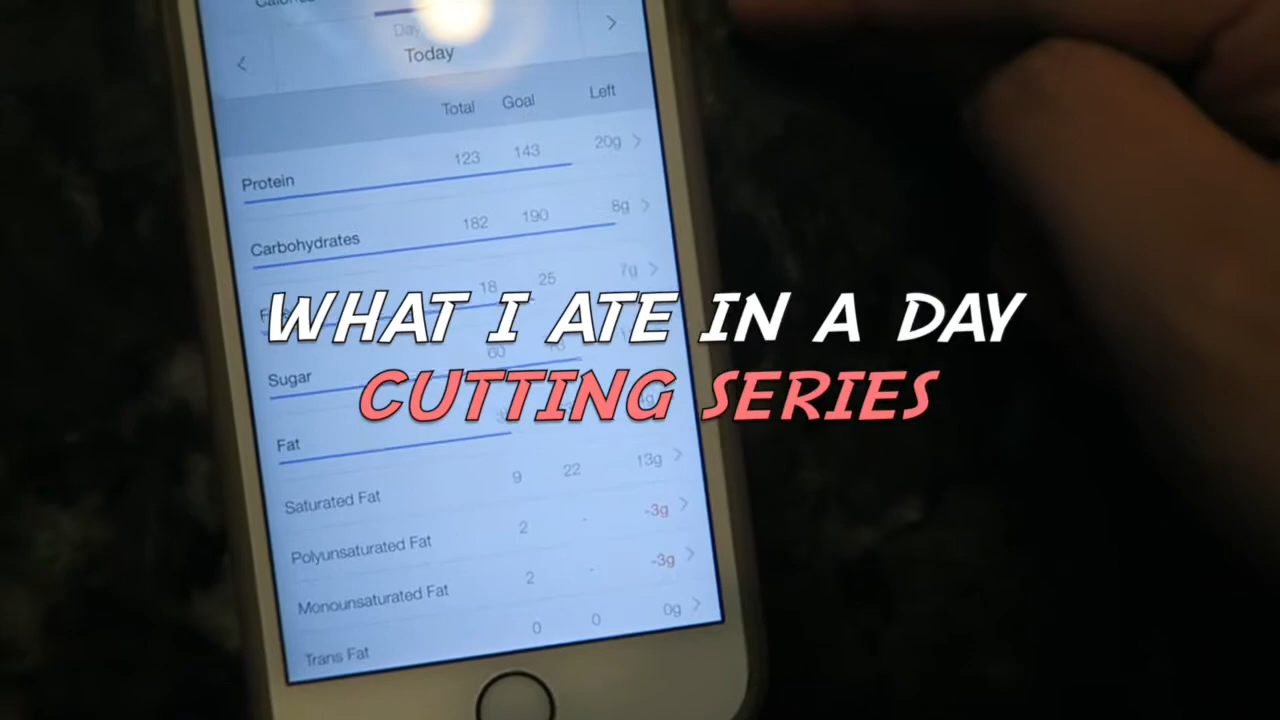 Day
Today
Total Goal Left
Protein 123 143 20g
Carbohydrates 182 190 8g
18 25 7g
WHAT I ATE IN A DAY
Sugar 60
CUTTING SERIES
Fat
Saturated Fat 9 22 13g
Polyunsaturated Fat 2 - -3g
Monounsaturated Fat 2 - -3g
Trans Fat 0 0 0g